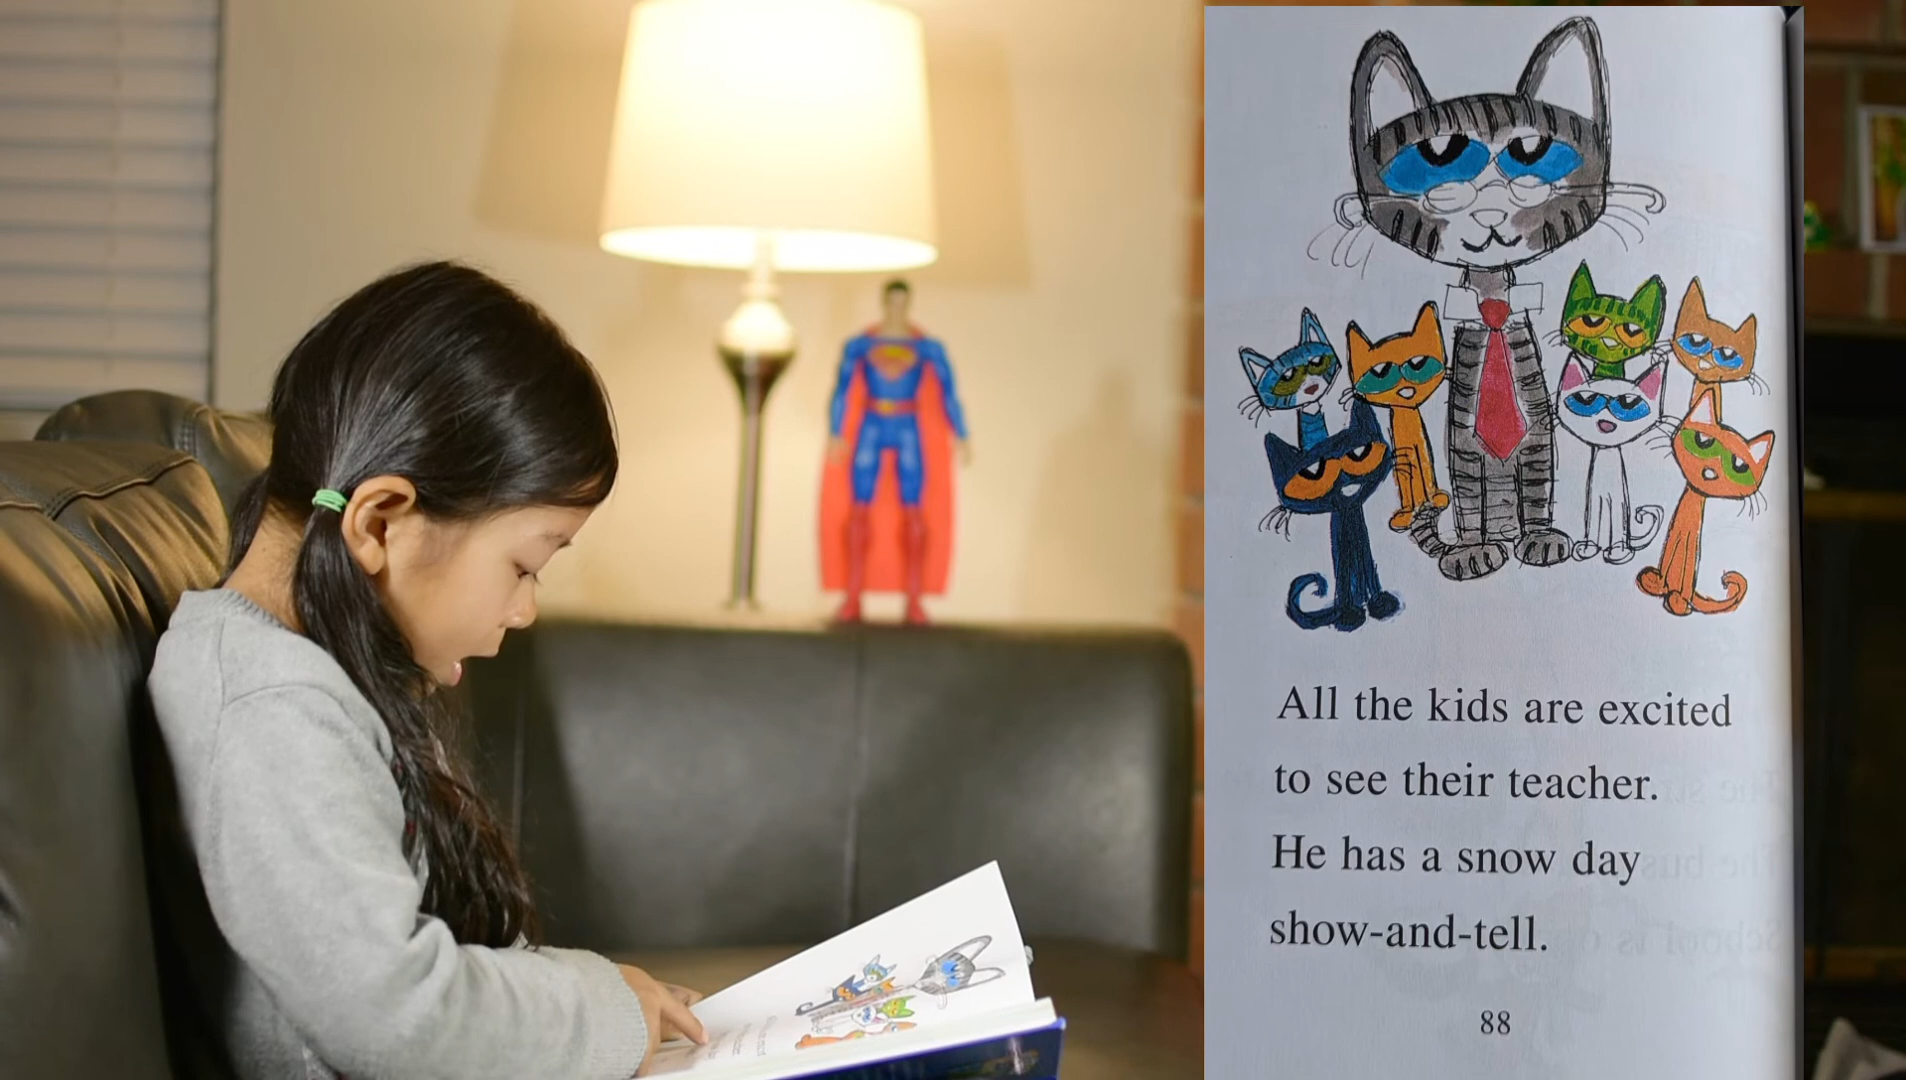 All the kids are excited
to see their teacher.
He has a snow day
show-and-tell.
88